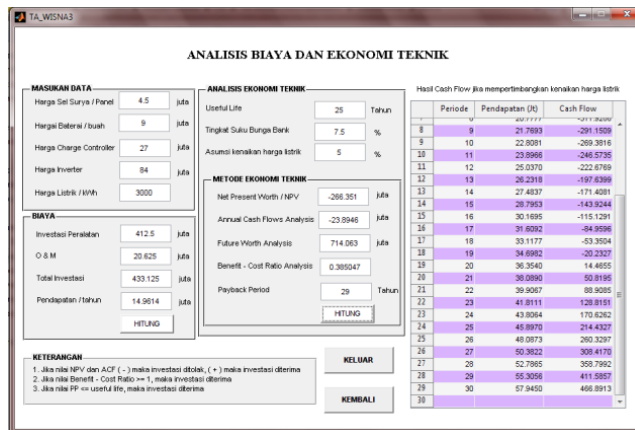 TA_WISNA3
ANALISIS BIAYA DAN EKONOMI TEKNIK
MASUKAN DATA
Harga Sel Surya / Panel 4.5 juta
Hargai Baterai / buah 9 juta
Harga Charge Controller 27 juta
Harga Inverter 84 juta
Harga Listrik / kWh 3000
BIAYA
Investasi Peralatan 412.5 juta
O & M 20.625 juta
Total Investasi 433.125 juta
Pendapatan / tahun 14.9614 juta
HITUNG
ANALISIS EKONOMI TEKNIK
Useful Life 25 Tahun
Tingkat Suku Bunga Bank 7.5 %
Asumsi kenaikan harga listrik 5 %
METODE EKONOMI TEKNIK
Net Present Worth / NPV -266.351 juta
Annual Cash Flows Analysis -23.8946 juta
Future Worth Analysis 714.063 juta
Benefit - Cost Ratio Analysis 0.385047
Payback Period 29 Tahun
HITUNG
Hasil Cash Flow jika mempertimbangkan kenaikan harga listrik
Periode Pendapatan (Jt) Cash Flow
8 9 21.7693 -291.1509
9 10 22.8081 -269.3816
10 11 23.8966 -246.5735
11 12 25.0370 -222.6769
12 13 26.2318 -197.6399
13 14 27.4837 -171.4081
14 15 28.7953 -143.9244
15 16 30.1695 -115.1291
16 17 31.6092 -84.9596
17 18 33.1177 -53.3504
18 19 34.6982 -20.2327
19 20 36.3540 14.4655
20 21 38.0890 50.8195
21 22 39.9067 88.9085
22 23 41.8111 128.8151
23 24 43.8064 170.6262
24 25 45.8970 214.4327
25 26 48.0873 260.3297
26 27 50.3822 308.4170
27 28 52.7865 358.7992
28 29 55.3056 411.5857
29 30 57.9450 466.8913
30
KETERANGAN
1. Jika nilai NPV dan ACF ( - ) maka investasi ditolak, ( + ) maka investasi diterima
2. Jika nilai Benefit - Cost Ratio >= 1, maka investasi diterima
3. Jika nilai PP <= useful life, maka investasi diterima
KELUAR
KEMBALI